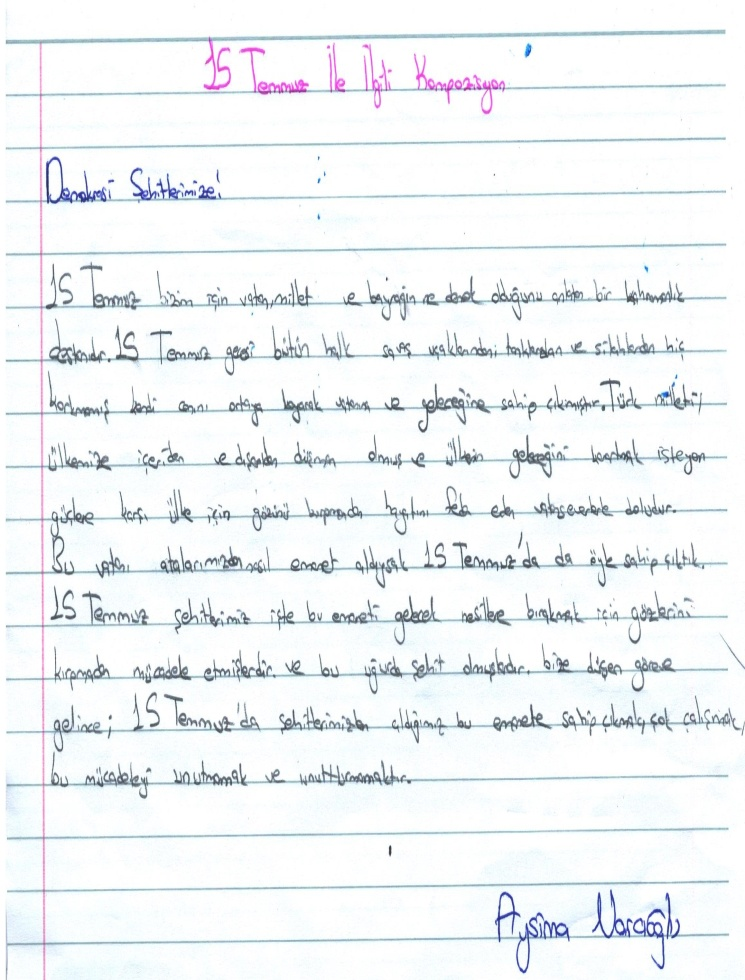 15 Temmuz İle İlgili Kompozisyon
Demokrasi Şehitlerimize!
15 Temmuz bizim için vatan, millet ve bayrağın ne demek olduğunu anlatan bir kahramanlık
destanıdır. 15 Temmuz gecesi bütün halk savaş uçaklarından, tanklardan ve silahlardan hiç
korkmamış kendi canını ortaya koyarak vatanına ve geleceğine sahip çıkmıştır. Türk milleti;
ülkemize içeriden ve dışarıdan düşman olmuş ve ülkenin geleceğini karartmak isteyen
güçlere karşı ülke için gözünü kırpmadan hayatını feda eden vatanseverlerle doludur.
Bu vatanı atalarımızdan nasıl emanet aldıysak 15 Temmuz'da da öyle sahip çıktık.
15 Temmuz şehitlerimiz işte bu emaneti gelecek nesillere bırakmak için gözlerini
kırpmadan mücadele etmişlerdir. ve bu uğurda şehit olmuşlardır. bize düşen göreve
gelince; 15 Temmuz'da şehitlerimizden aldığımız bu emanete sahip çıkmak, çok çalışmak,
bu mücadeleyi unutmamak ve unutturmamaktır.
Aysima